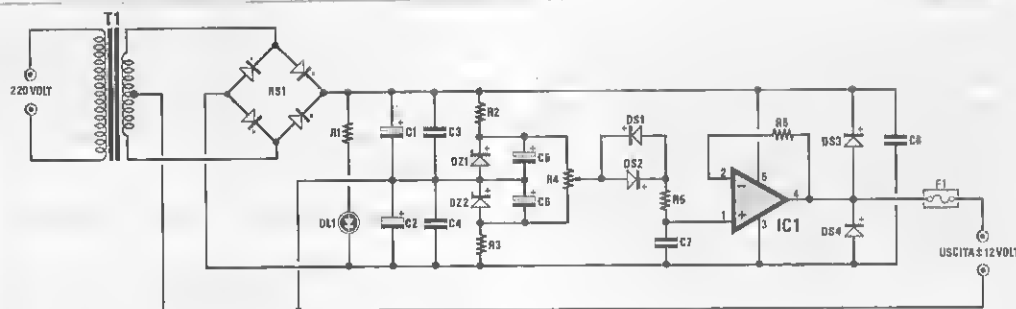 T1
220 VOLT
RS1
R1
DL1
C1
C2
C3
C4
R2
DZ1
DZ2
R3
C5
C6
R4
DS1
DS2
R5
C7
2
1
5
4
3
IC1
R6
DS3
DS4
C8
F1
USCITA ± 12 VOLT